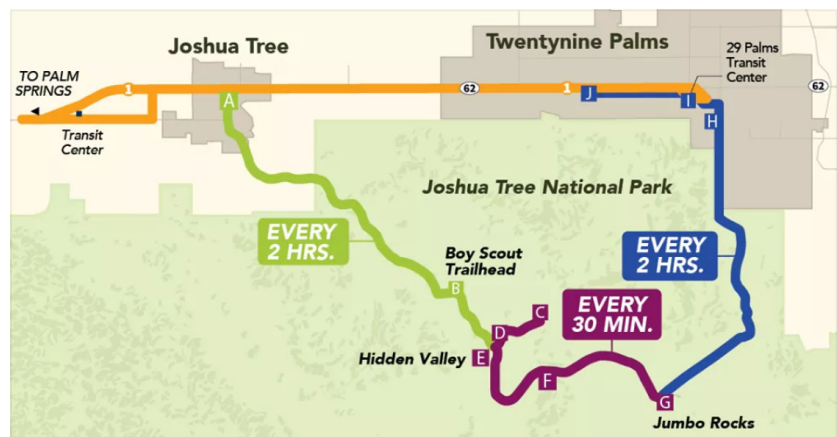 Joshua Tree
Twentynine Palms
29 Palms
Transit
Center
TO PALM
SPRINGS
1
62
1
62
Transit
Center
A
J
I
H
Joshua Tree National Park
EVERY
2 HRS.
Boy Scout
Trailhead
EVERY
2 HRS.
B
C
EVERY
30 MIN.
D
Hidden Valley
E
F
G
Jumbo Rocks